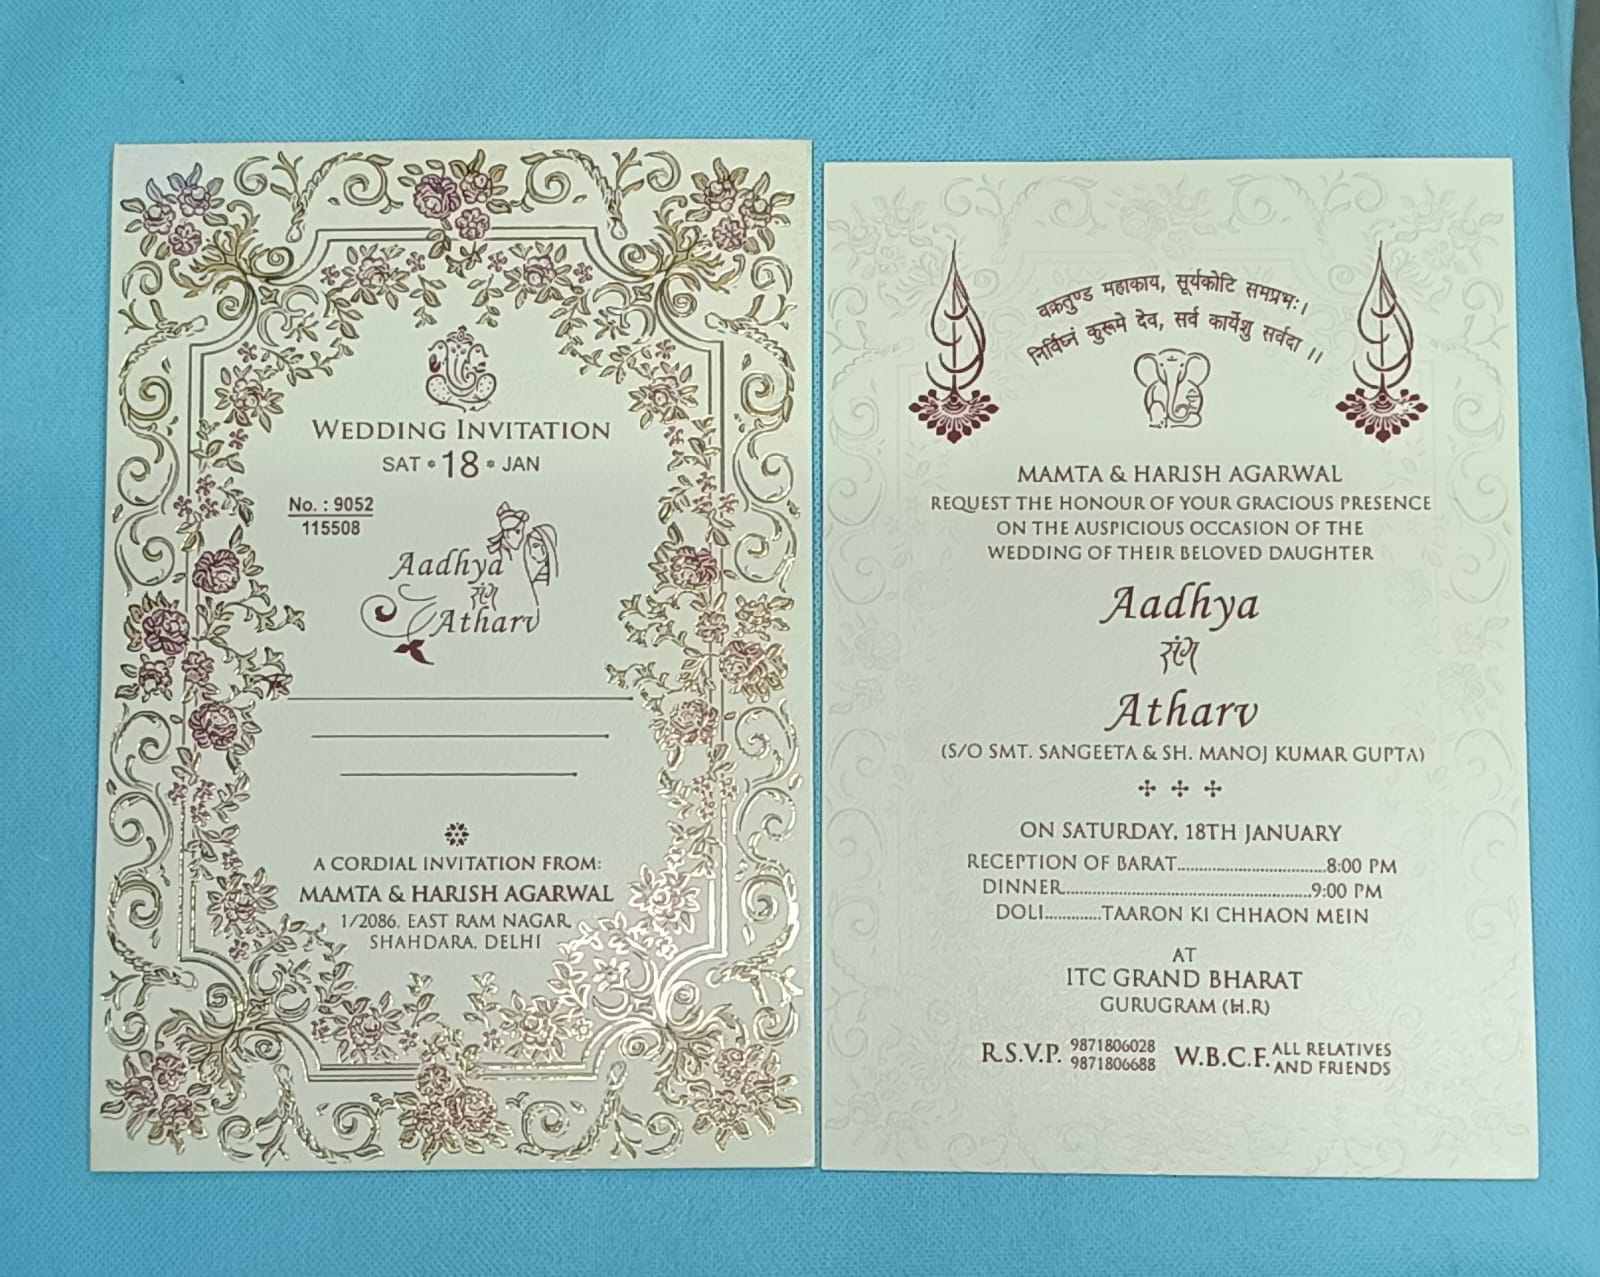 WEDDING INVITATION
SAT * 18 * JAN
No. : 9052
115508
Aadhya
संग
Atharv
A CORDIAL INVITATION FROM:
MAMTA & HARISH AGARWAL
1/2086, EAST RAM NAGAR,
SHAHDARA, DELHI
वक्रतुण्ड महाकाय, सूर्यकोटि समप्रभः।
निर्विघ्नं कुरूमे देव, सर्व कार्येशु सर्वदा ॥
MAMTA & HARISH AGARWAL
REQUEST THE HONOUR OF YOUR GRACIOUS PRESENCE
ON THE AUSPICIOUS OCCASION OF THE
WEDDING OF THEIR BELOVED DAUGHTER
Aadhya
संग
Atharv
(S/O SMT. SANGEETA & SH. MANOJ KUMAR GUPTA)
ON SATURDAY, 18TH JANUARY
RECEPTION OF BARAT....................................8:00 PM
DINNER............................................................9:00 PM
DOLI.............TAARON KI CHHAON MEIN
AT
ITC GRAND BHARAT
GURUGRAM (H.R)
R.S.V.P. 9871806028
9871806688
W.B.C.F. ALL RELATIVES
AND FRIENDS